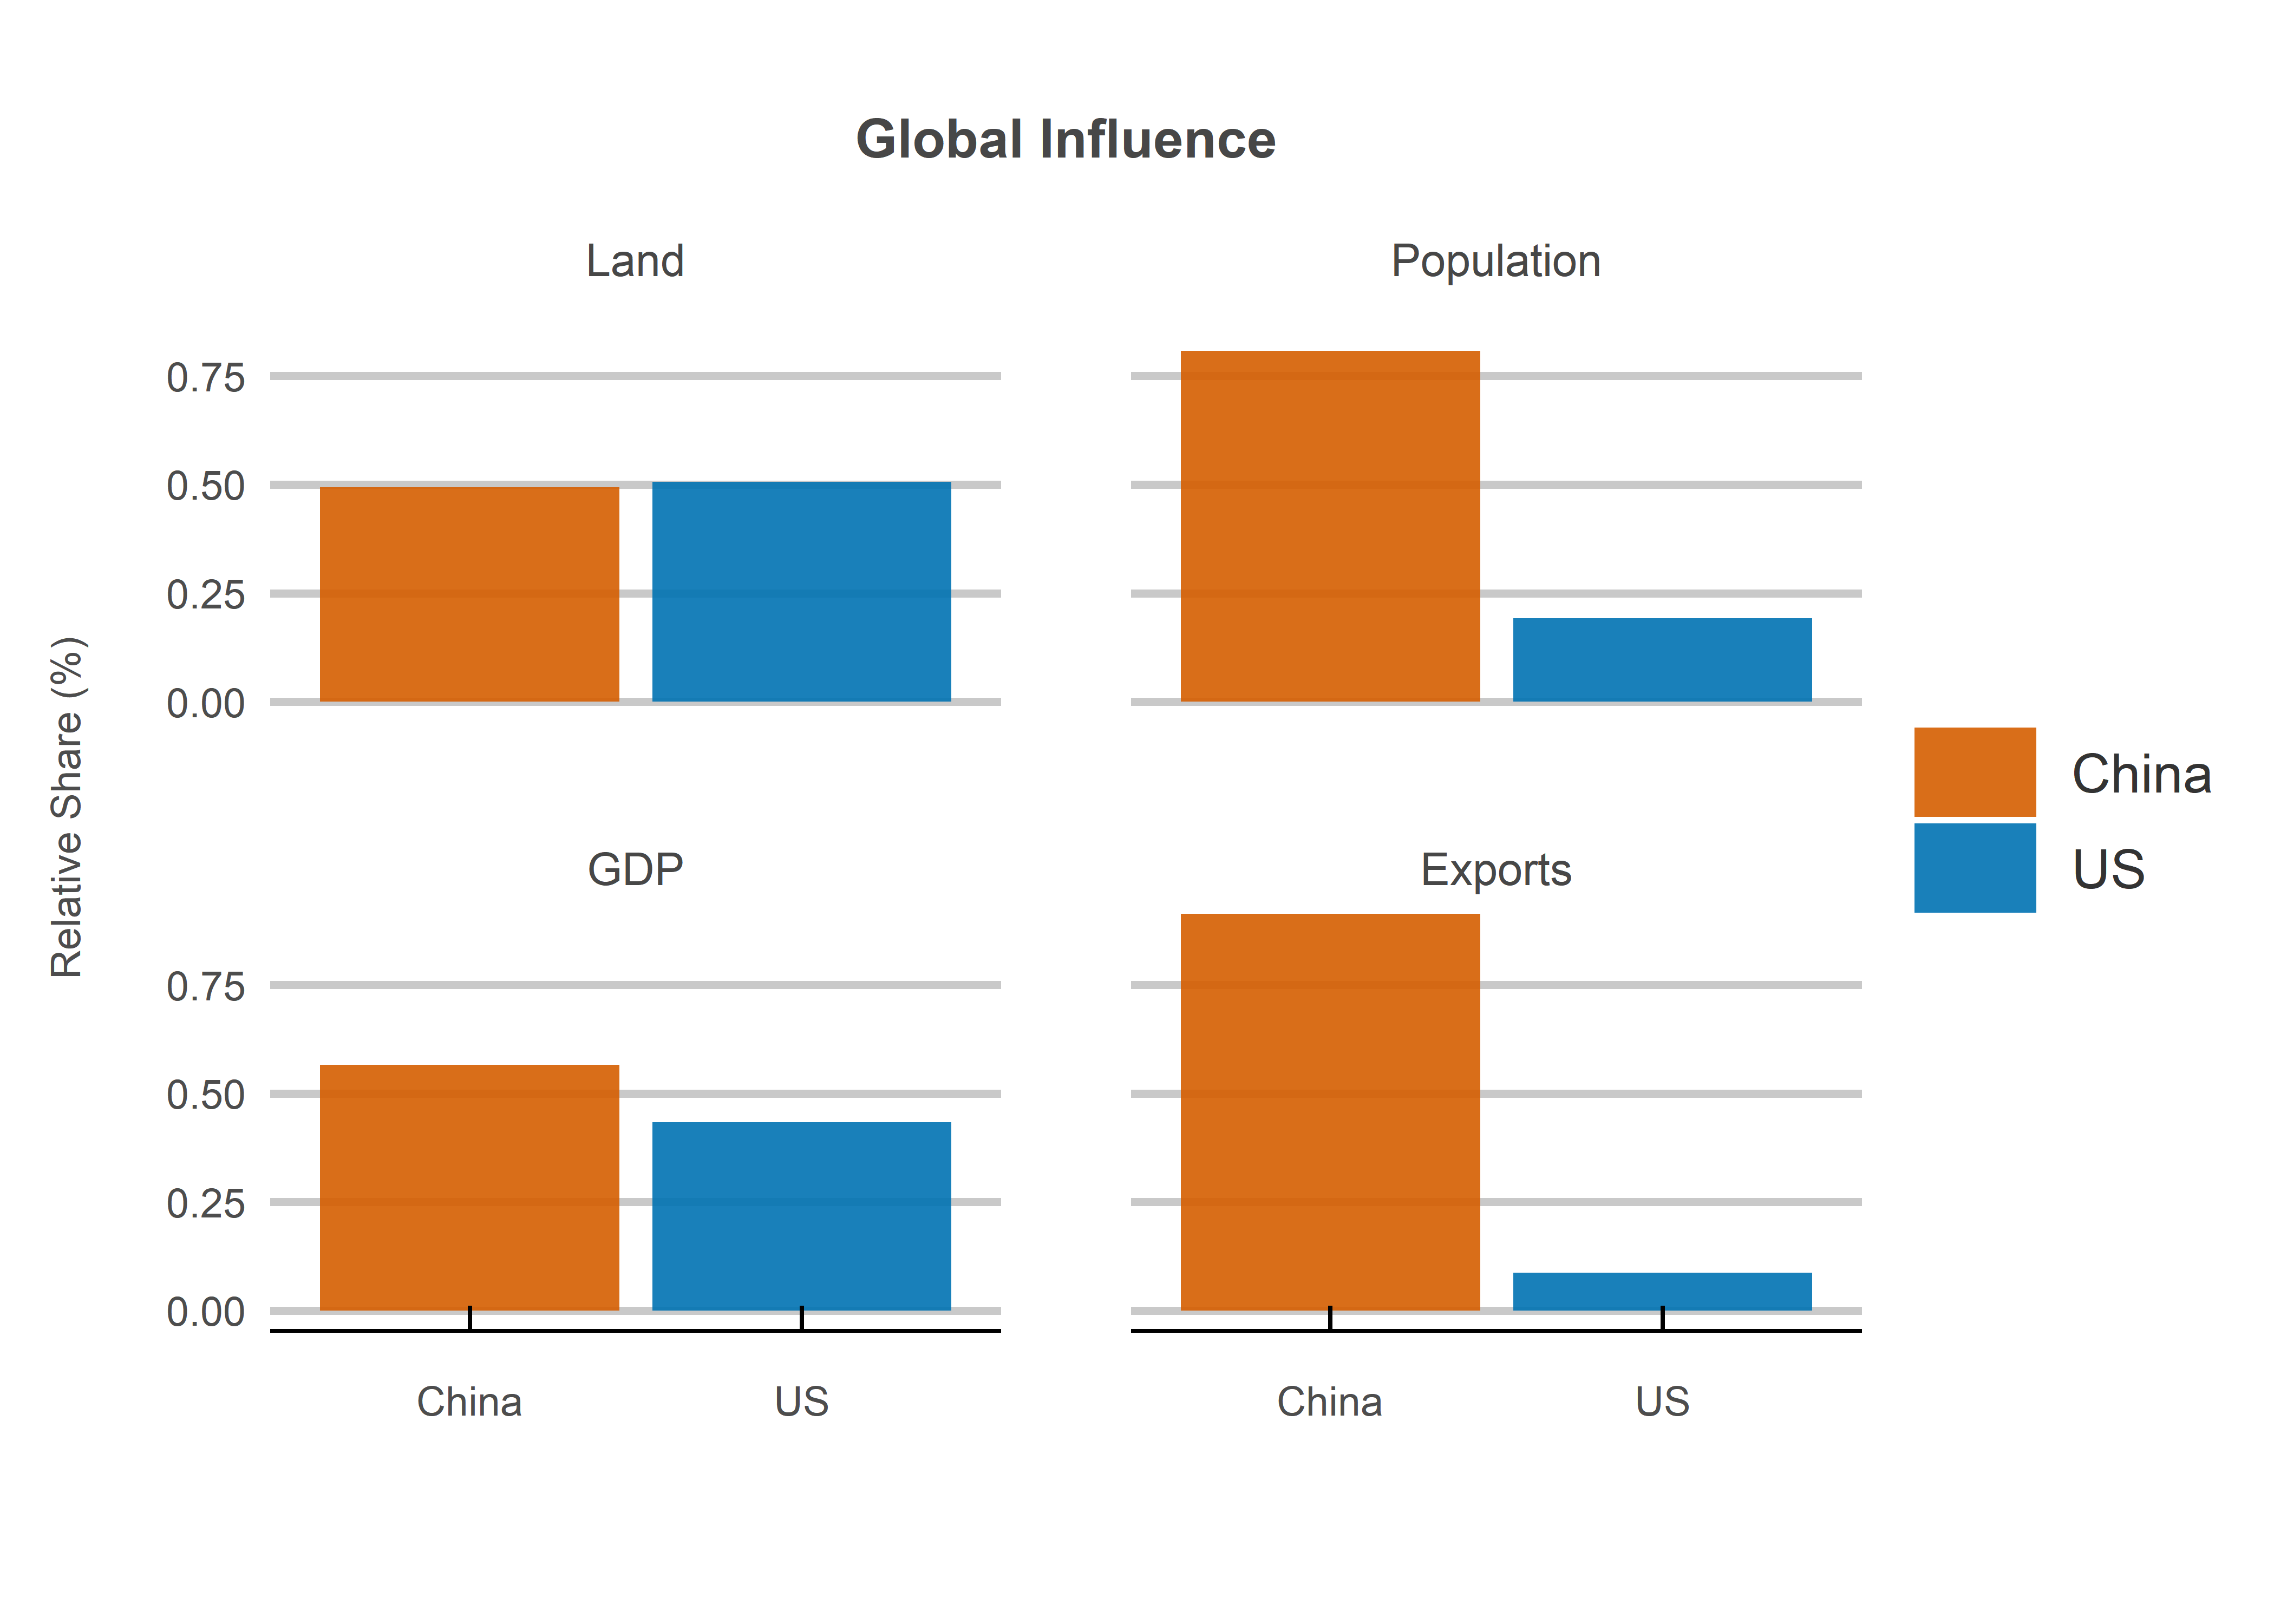 Global Influence
Land
Population
0.75
0.50
0.25
0.00
Relative Share (%)
GDP
Exports
0.75
0.50
0.25
0.00
China
US
China
US
China
US